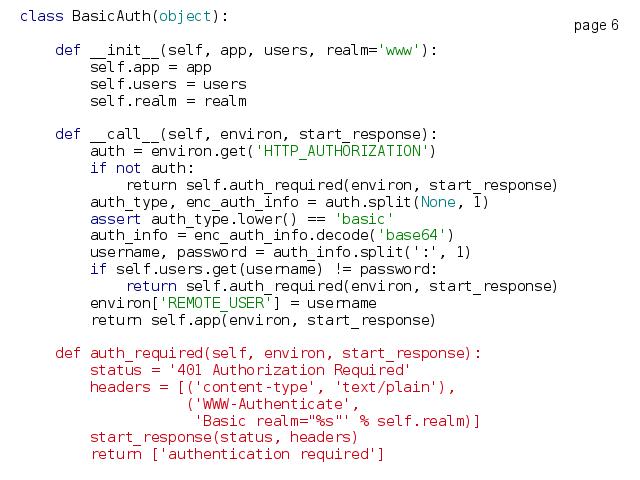 class BasicAuth(object):
page 6
    def __init__(self, app, users, realm='www'):
        self.app = app
        self.users = users
        self.realm = realm
    def __call__(self, environ, start_response):
        auth = environ.get('HTTP_AUTHORIZATION')
        if not auth:
            return self.auth_required(environ, start_response)
        auth_type, enc_auth_info = auth.split(None, 1)
        assert auth_type.lower() == 'basic'
        auth_info = enc_auth_info.decode('base64')
        username, password = auth_info.split(':', 1)
        if self.users.get(username) != password:
            return self.auth_required(environ, start_response)
        environ['REMOTE_USER'] = username
        return self.app(environ, start_response)
    def auth_required(self, environ, start_response):
        status = '401 Authorization Required'
        headers = [('content-type', 'text/plain'),
                   ('WWW-Authenticate',
                    'Basic realm="%s"' % self.realm)]
        start_response(status, headers)
        return ['authentication required']